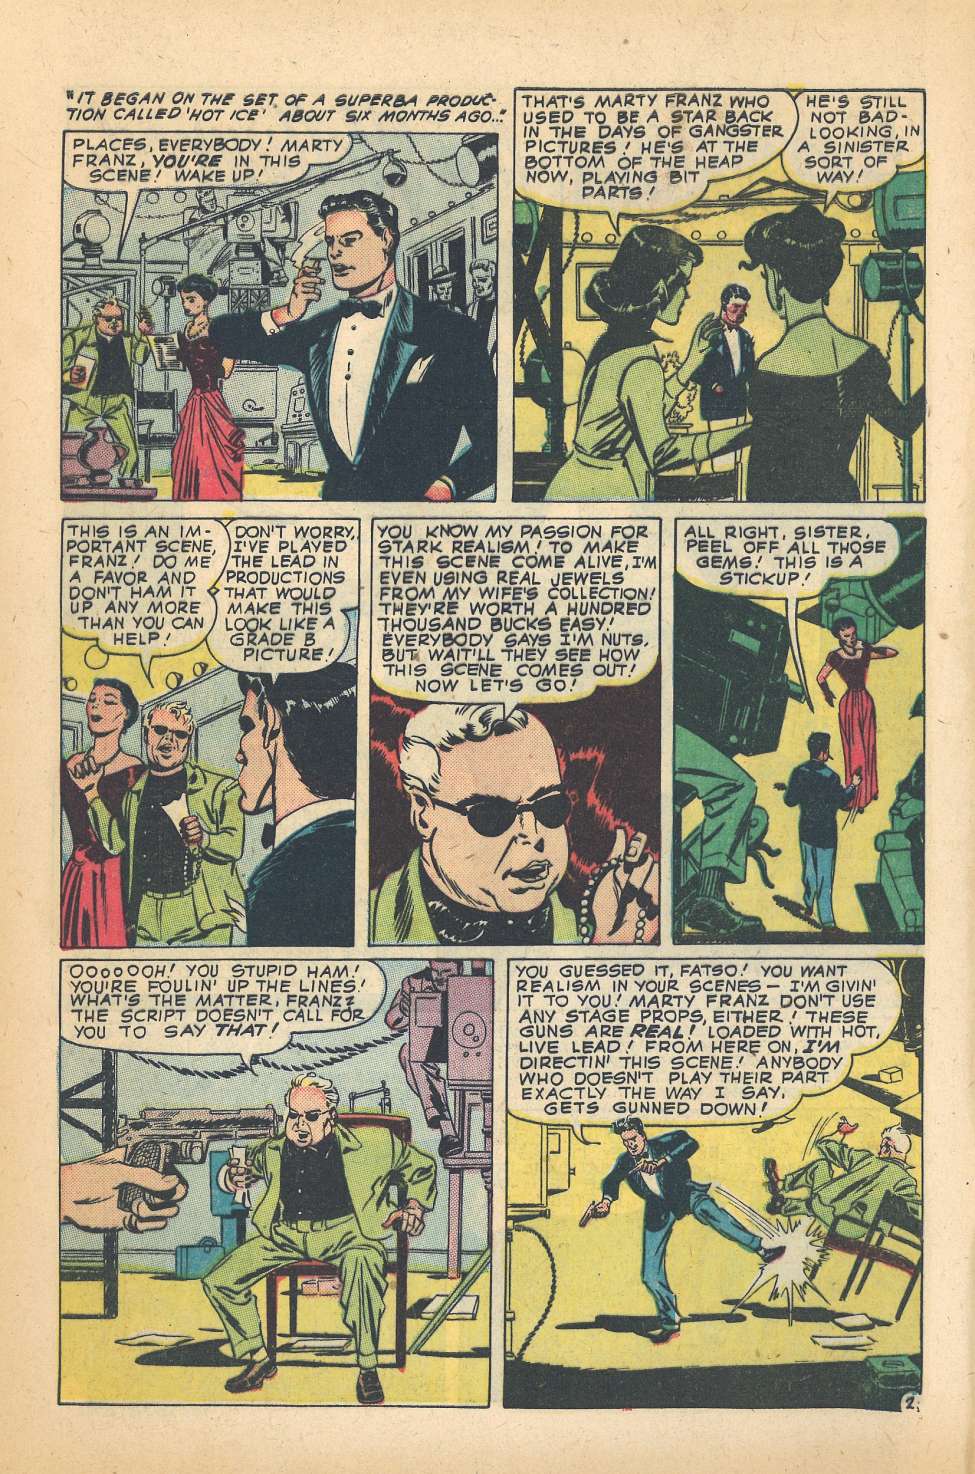 "IT BEGAN ON THE SET OF A SUPERBA PRODUC-
TION CALLED 'HOT ICE' ABOUT SIX MONTHS AGO..."
PLACES, EVERYBODY! MARTY
FRANZ, YOU'RE IN THIS
SCENE! WAKE UP!
THAT'S MARTY FRANZ WHO
USED TO BE A STAR BACK
IN THE DAYS OF GANGSTER
PICTURES! HE'S AT THE
BOTTOM OF THE HEAP
NOW, PLAYING BIT
PARTS!
HE'S STILL
NOT BAD-
LOOKING, IN
A SINISTER
SORT OF
WAY!
THIS IS AN IM-
PORTANT SCENE,
FRANZ! DO ME
A FAVOR AND
DON'T HAM IT
UP ANY MORE
THAN YOU CAN
HELP!
DON'T WORRY,
I'VE PLAYED
THE LEAD IN
PRODUCTIONS
THAT WOULD
MAKE THIS
LOOK LIKE A
GRADE B
PICTURE!
YOU KNOW MY PASSION FOR
STARK REALISM! TO MAKE
THIS SCENE COME ALIVE, I'M
EVEN USING REAL JEWELS
FROM MY WIFE'S COLLECTION!
THEY'RE WORTH A HUNDRED
THOUSAND BUCKS EASY!
EVERYBODY SAYS I'M NUTS,
BUT WAIT'LL THEY SEE HOW
THIS SCENE COMES OUT!
NOW LET'S GO!
ALL RIGHT, SISTER,
PEEL OFF ALL THOSE
GEMS! THIS IS A
STICKUP!
OOOOOOH! YOU STUPID HAM!
YOU'RE FOULIN' UP THE LINES!
WHAT'S THE MATTER, FRANZ?
THE SCRIPT DOESN'T CALL FOR
YOU TO SAY THAT!
YOU GUESSED IT, FATSO! YOU WANT
REALISM IN YOUR SCENES — I'M GIVIN'
IT TO YOU! MARTY FRANZ DON'T USE
ANY STAGE PROPS, EITHER! THESE
GUNS ARE REAL! LOADED WITH HOT,
LIVE LEAD! FROM HERE ON, I'M
DIRECTIN' THIS SCENE! ANYBODY
WHO DOESN'T PLAY THEIR PART
EXACTLY THE WAY I SAY,
GETS GUNNED DOWN!
2